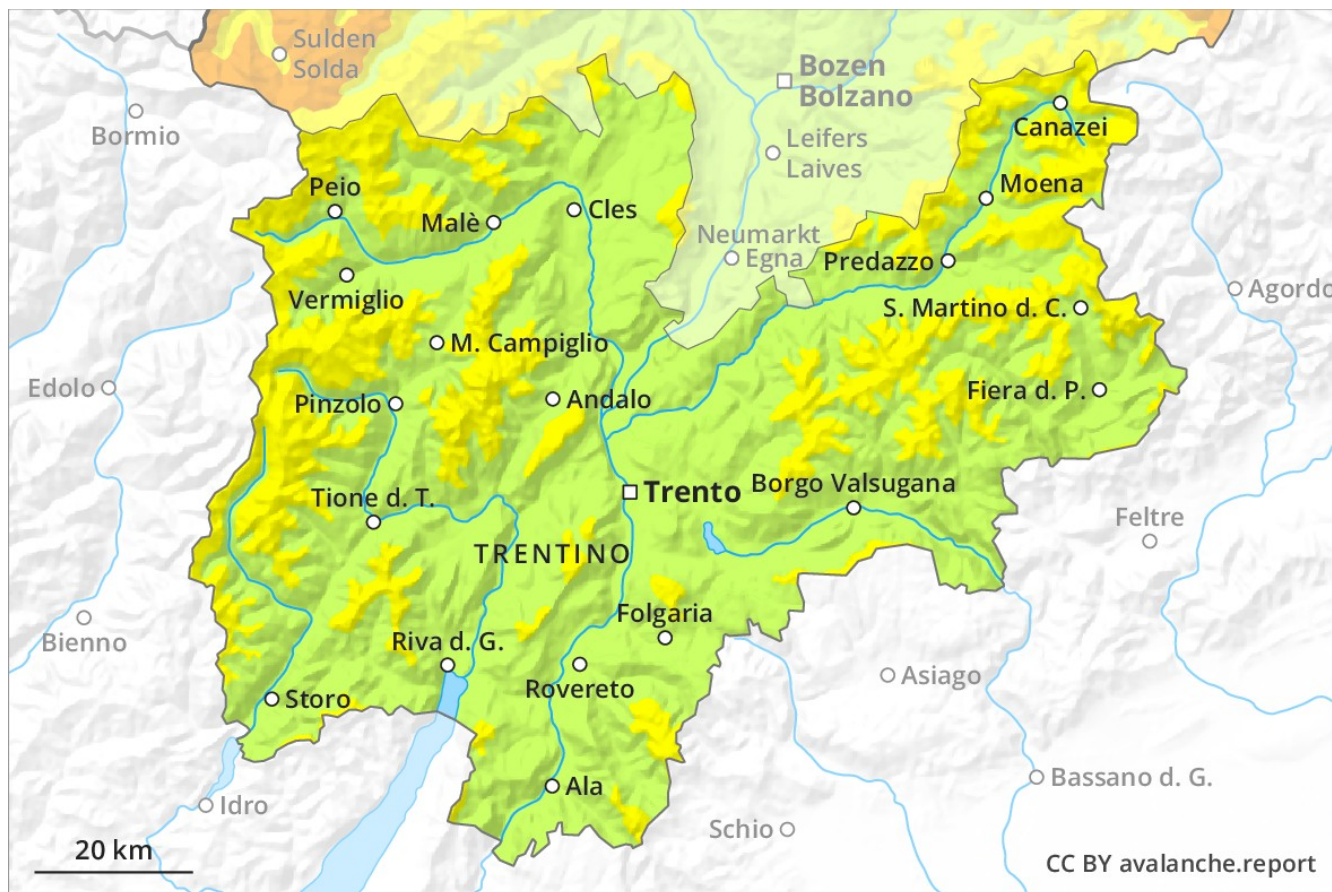 Sulden
Solda
Bozen
Bolzano
Bormio
Canazei
Leifers
Laives
Peio
Moena
Malè
Cles
Neumarkt
Egna
Predazzo
Vermiglio
Agordo
S. Martino d. C.
M. Campiglio
Edolo
Fiera d. P.
Pinzolo
Andalo
Borgo Valsugana
Trento
Tione d. T.
Feltre
TRENTINO
Folgaria
Bienno
Riva d. G.
Asiago
Rovereto
Storo
Bassano d. G.
Ala
Idro
Schio
20 km
CC BY avalanche.report